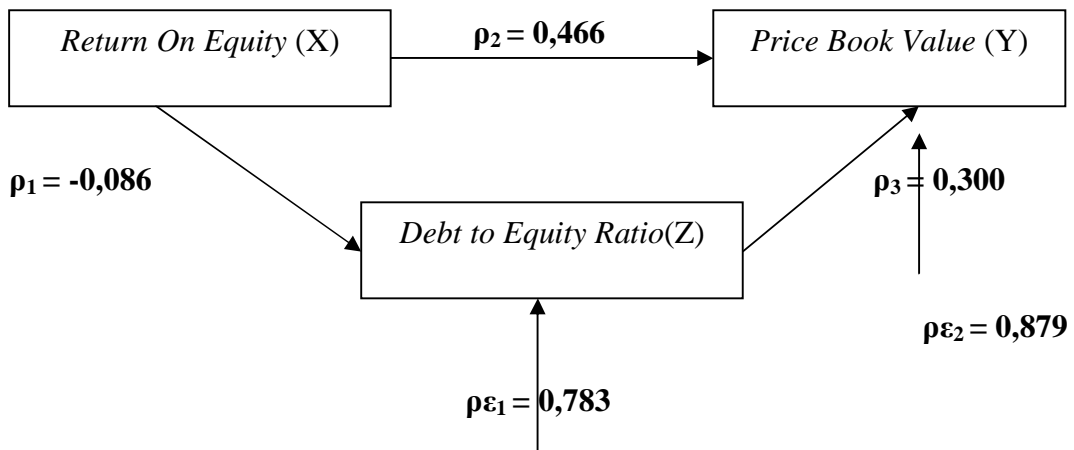 Return On Equity (X)
ρ₂ = 0,466
Price Book Value (Y)
ρ₁ = -0,086
ρ₃ = 0,300
Debt to Equity Ratio(Z)
ρε₂ = 0,879
ρε₁ = 0,783